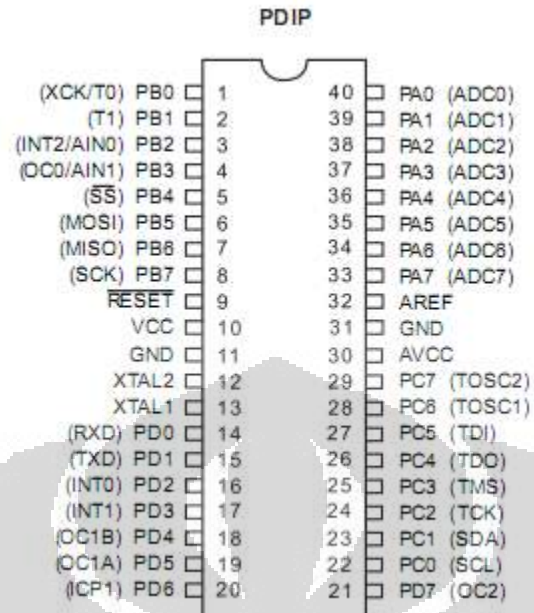 PDIP
(XCK/T0) PB0 1 40 PA0 (ADC0)
(T1) PB1 2 39 PA1 (ADC1)
(INT2/AIN0) PB2 3 38 PA2 (ADC2)
(OC0/AIN1) PB3 4 37 PA3 (ADC3)
(SS) PB4 5 36 PA4 (ADC4)
(MOSI) PB5 6 35 PA5 (ADC5)
(MISO) PB6 7 34 PA6 (ADC6)
(SCK) PB7 8 33 PA7 (ADC7)
RESET 9 32 AREF
VCC 10 31 GND
GND 11 30 AVCC
XTAL2 12 29 PC7 (TOSC2)
XTAL1 13 28 PC6 (TOSC1)
(RXD) PD0 14 27 PC5 (TDI)
(TXD) PD1 15 26 PC4 (TDO)
(INT0) PD2 16 25 PC3 (TMS)
(INT1) PD3 17 24 PC2 (TCK)
(OC1B) PD4 18 23 PC1 (SDA)
(OC1A) PD5 19 22 PC0 (SCL)
(ICP1) PD6 20 21 PD7 (OC2)